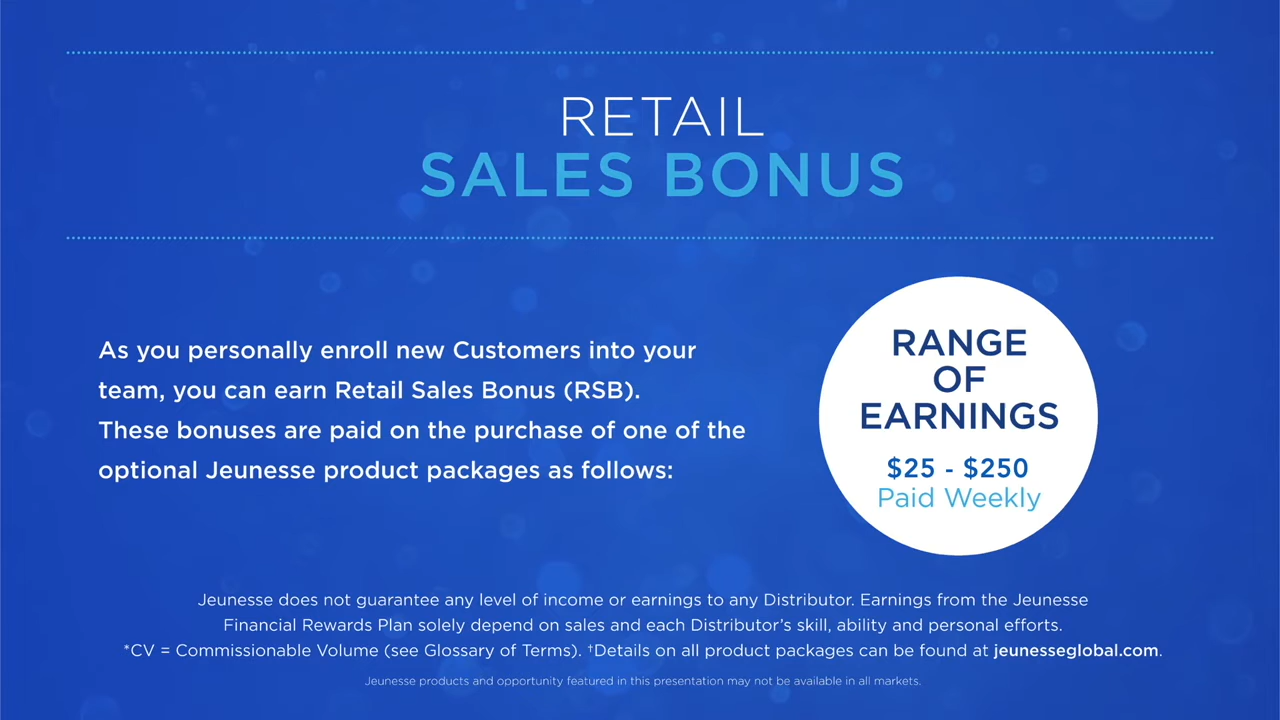 RETAIL
SALES BONUS
As you personally enroll new Customers into your
team, you can earn Retail Sales Bonus (RSB).
These bonuses are paid on the purchase of one of the
optional Jeunesse product packages as follows:
RANGE
OF
EARNINGS
$25 - $250
Paid Weekly
Jeunesse does not guarantee any level of income or earnings to any Distributor. Earnings from the Jeunesse
Financial Rewards Plan solely depend on sales and each Distributor’s skill, ability and personal efforts.
*CV = Commissionable Volume (see Glossary of Terms). †Details on all product packages can be found at jeunesseglobal.com.
Jeunesse products and opportunity featured in this presentation may not be available in all markets.